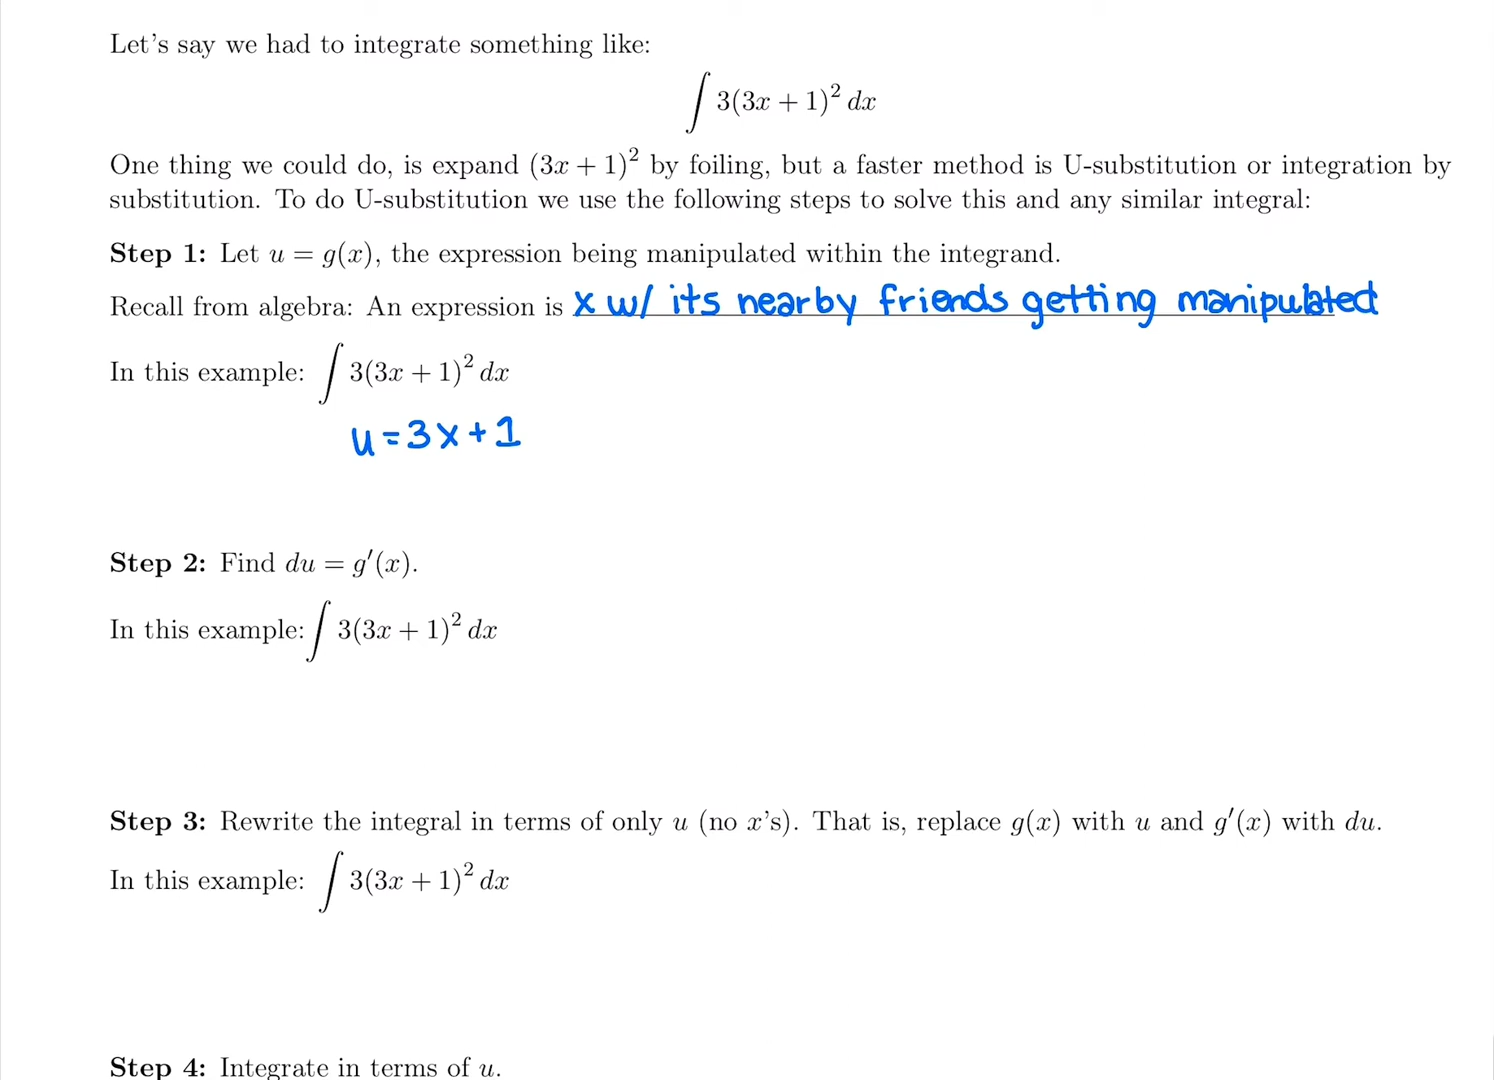 Let's say we had to integrate something like:
∫ 3(3x + 1)² dx
One thing we could do, is expand (3x + 1)² by foiling, but a faster method is U-substitution or integration by
substitution. To do U-substitution we use the following steps to solve this and any similar integral:
Step 1: Let u = g(x), the expression being manipulated within the integrand.
Recall from algebra: An expression is x w/ its nearby friends getting manipulated
In this example: ∫ 3(3x + 1)² dx
u = 3x + 1
Step 2: Find du = g′(x).
In this example: ∫ 3(3x + 1)² dx
Step 3: Rewrite the integral in terms of only u (no x's). That is, replace g(x) with u and g′(x) with du.
In this example: ∫ 3(3x + 1)² dx
Step 4: Integrate in terms of u.